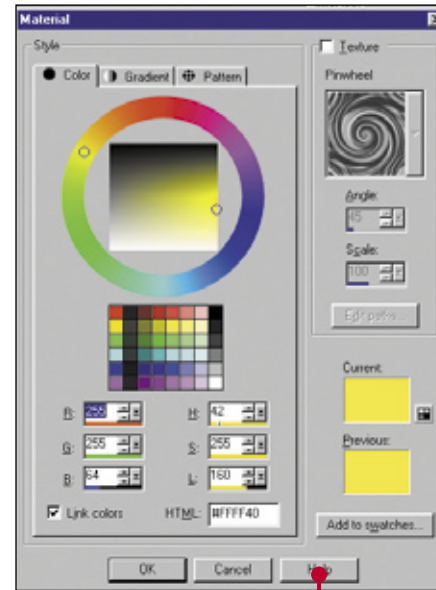 Material
Style
Color Gradient Pattern
R: 255 H: 42
G: 255 S: 255
B: 64 L: 160
Link colors HTML: #FFFF40
Texture
Pinwheel
Angle:
45
Scale:
100
Edit paths...
Current:
Previous:
Add to swatches...
OK Cancel Help